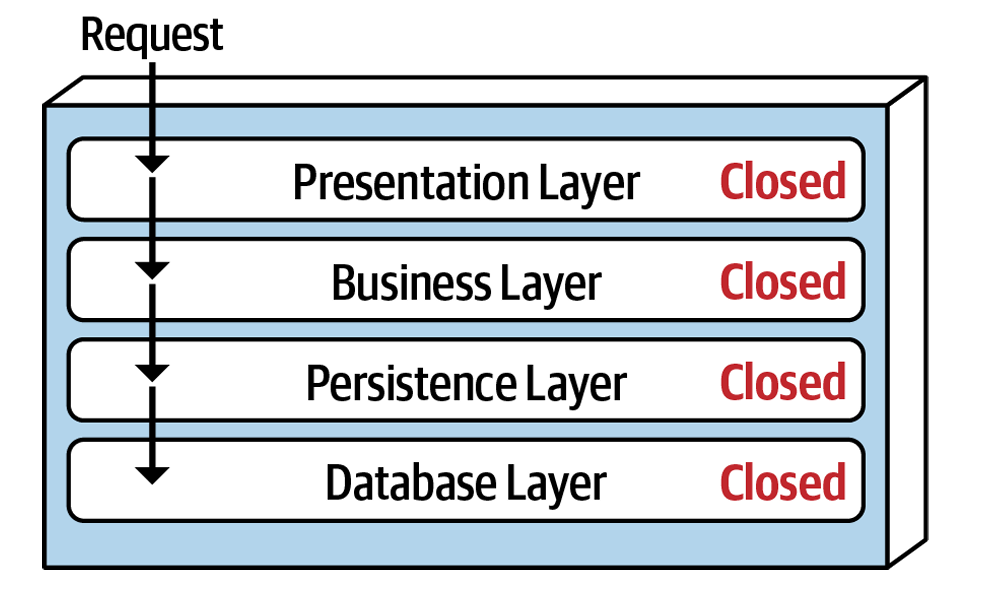 Request
Presentation Layer Closed
Business Layer Closed
Persistence Layer Closed
Database Layer Closed